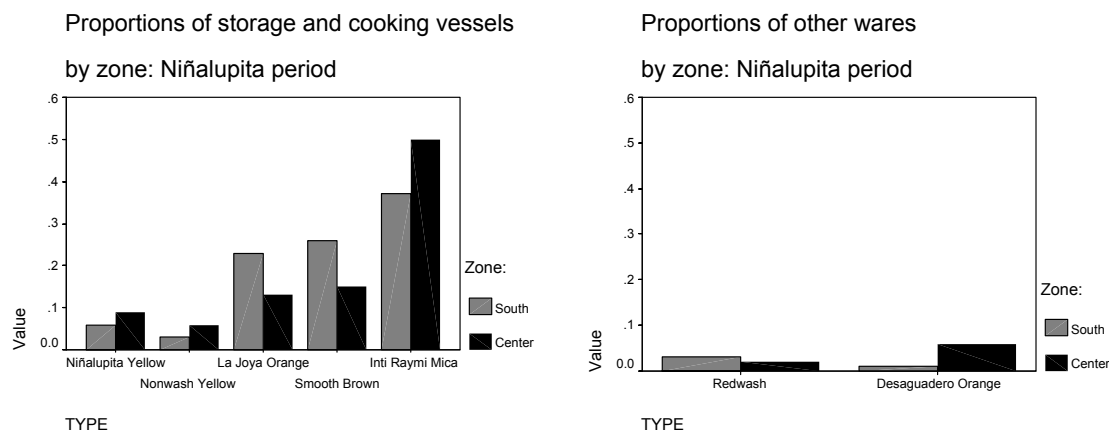 Proportions of storage and cooking vessels
by zone: Niñalupita period
.6
.5
.4
.3
.2
.1
0.0
Value
Niñalupita Yellow
Nonwash Yellow
La Joya Orange
Smooth Brown
Inti Raymi Mica
TYPE
Zone:
South
Center
Proportions of other wares
by zone: Niñalupita period
.6
.5
.4
.3
.2
.1
0.0
Value
Redwash
Desaguadero Orange
TYPE
Zone:
South
Center